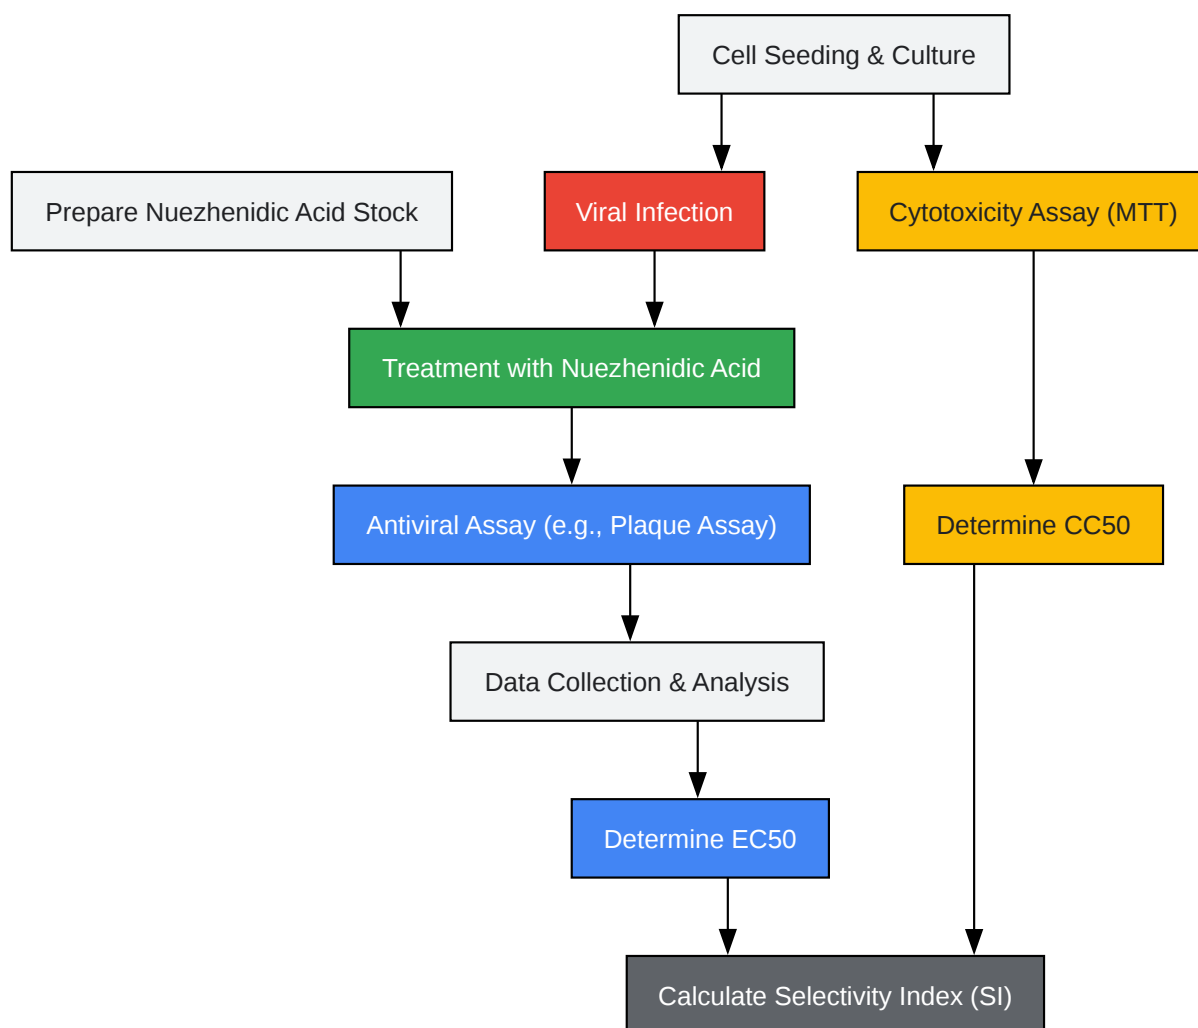 Cell Seeding & Culture
Prepare Nuezhenidic Acid Stock
Viral Infection
Cytotoxicity Assay (MTT)
Treatment with Nuezhenidic Acid
Antiviral Assay (e.g., Plaque Assay)
Determine CC50
Data Collection & Analysis
Determine EC50
Calculate Selectivity Index (SI)